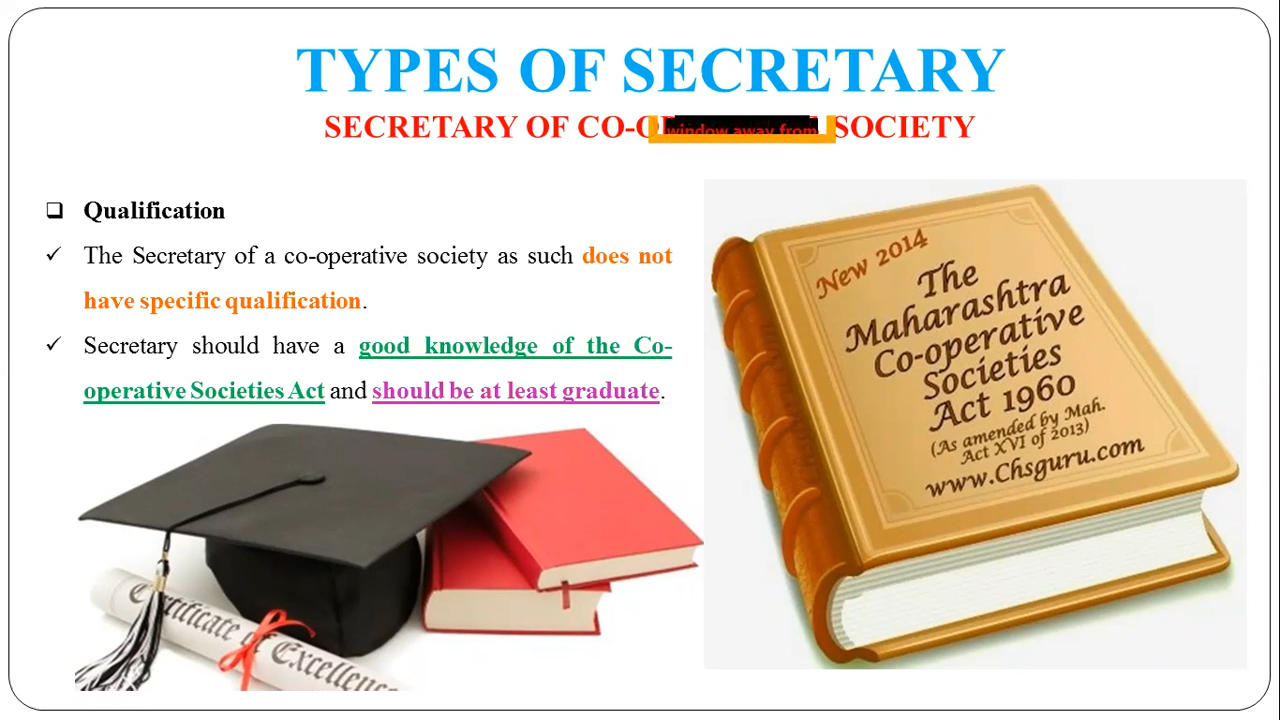 TYPES OF SECRETARY
SECRETARY OF CO-O SOCIETY
window away from
❑ Qualification
✓ The Secretary of a co-operative society as such does not
have specific qualification.
✓ Secretary should have a good knowledge of the Co-
operative Societies Act and should be at least graduate.
New 2014
The
Maharashtra
Co-operative
Societies
Act 1960
(As amended by Mah.
Act XVI of 2013)
www.Chsguru.com
Certificate of Excellence